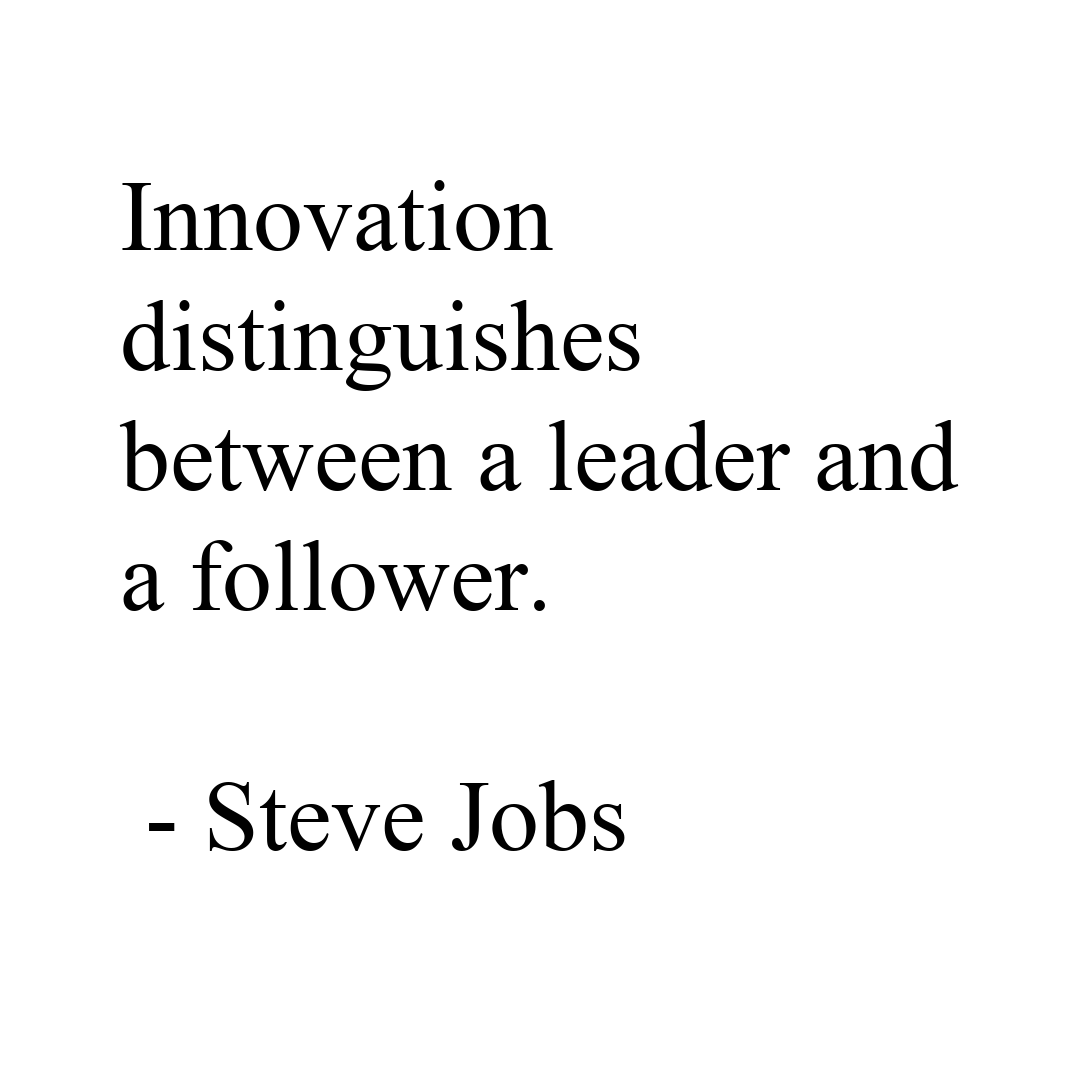 Innovation
distinguishes
between a leader and
a follower.
- Steve Jobs